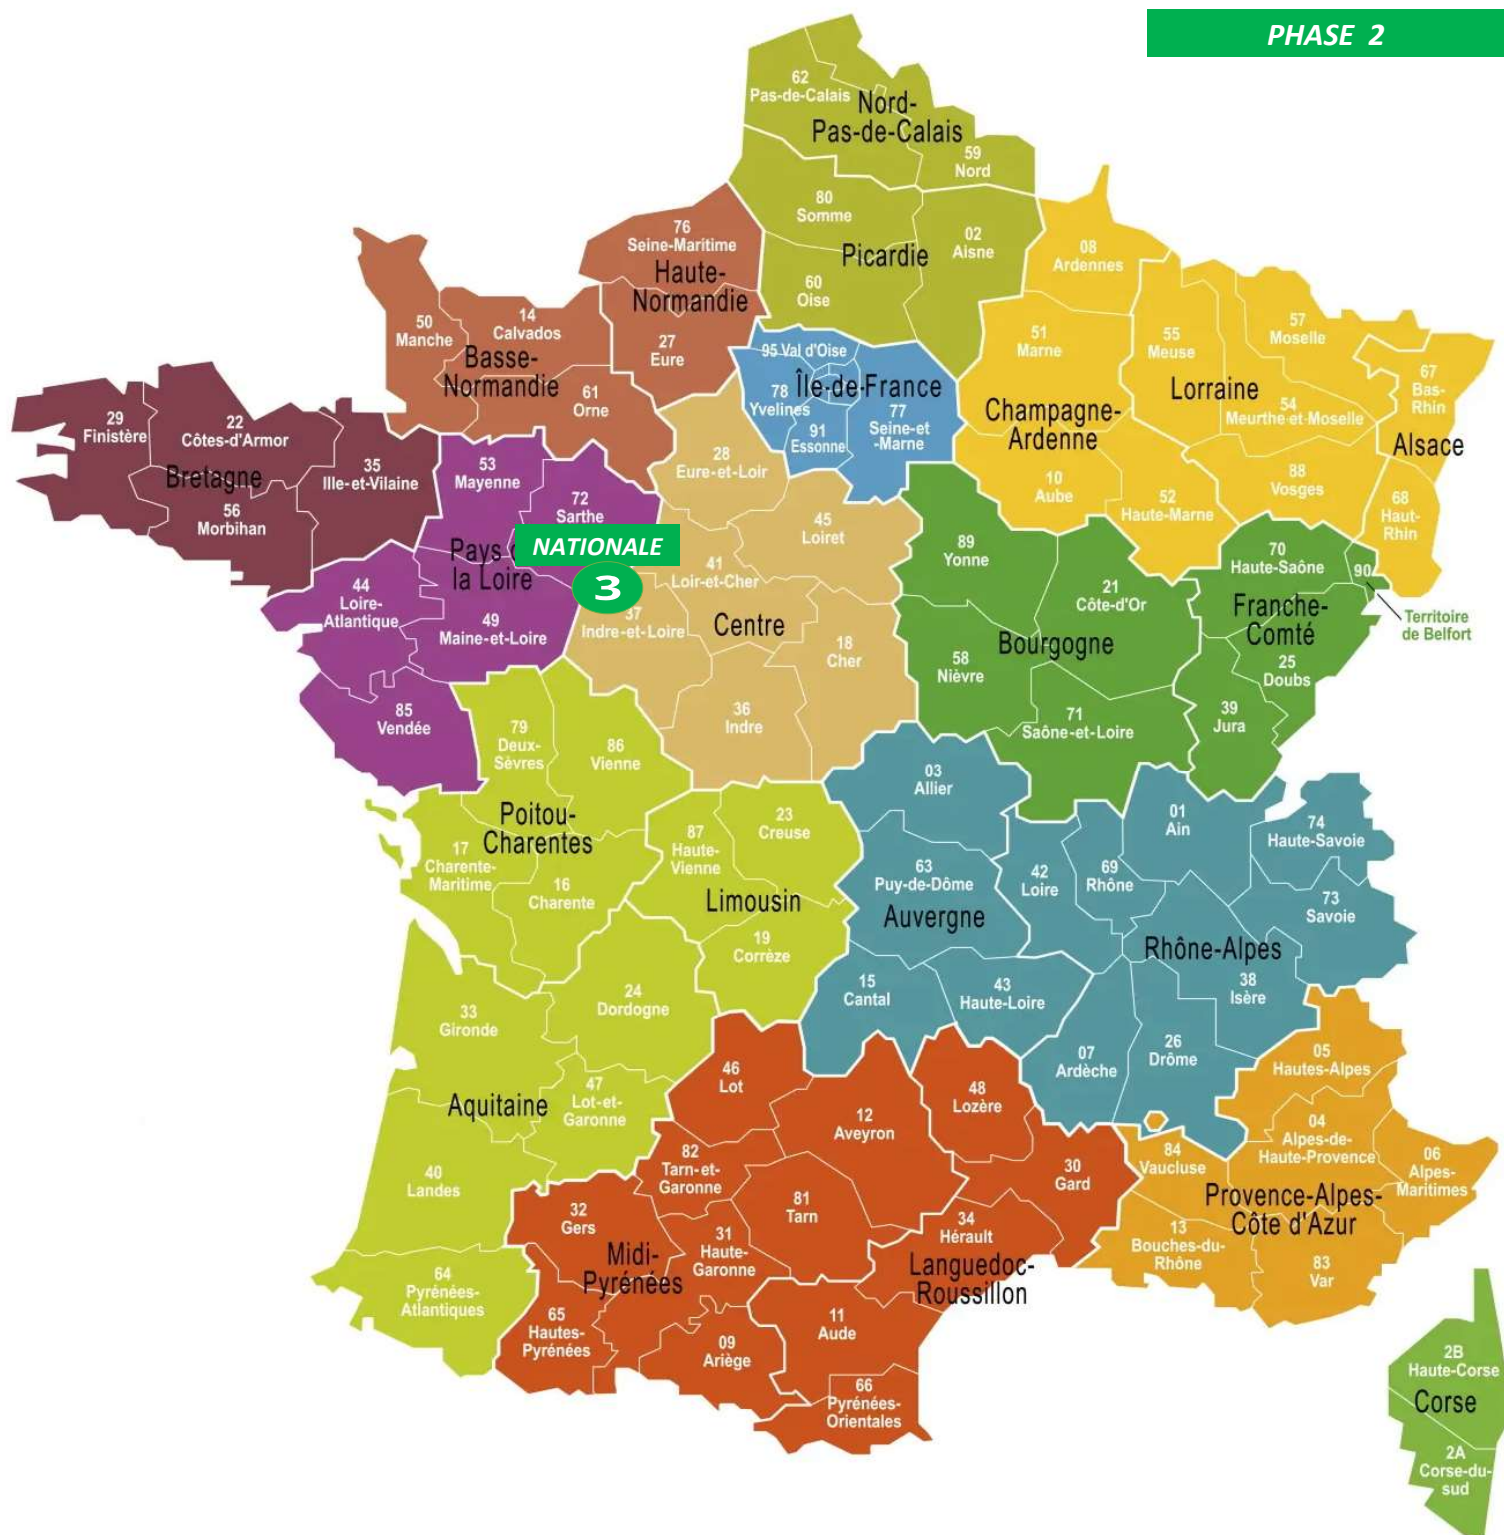 PHASE 2
62
Pas-de-Calais
Nord-
Pas-de-Calais
59
Nord
80
Somme
02
Aisne
Picardie
60
Oise
76
Seine-Maritime
Haute-
Normandie
27
Eure
08
Ardennes
50
Manche
14
Calvados
Basse-
Normandie
61
Orne
95 Val d'Oise
Île-de-France
78
Yvelines
91
Essonne
77
Seine-et
-Marne
51
Marne
55
Meuse
57
Moselle
Lorraine
54
Meurthe-et-Moselle
67
Bas-
Rhin
Alsace
Champagne-
Ardenne
10
Aube
52
Haute-Marne
88
Vosges
68
Haut-
Rhin
29
Finistère
22
Côtes-d'Armor
Bretagne
35
Ille-et-Vilaine
56
Morbihan
53
Mayenne
72
Sarthe
NATIONALE
3
Pays
la Loire
44
Loire-
Atlantique
49
Maine-et-Loire
85
Vendée
28
Eure-et-Loir
45
Loiret
41
Loir-et-Cher
37
Indre-et-Loire
Centre
18
Cher
36
Indre
89
Yonne
21
Côte-d'Or
Bourgogne
58
Nièvre
71
Saône-et-Loire
70
Haute-Saône
90
Territoire
de Belfort
Franche-
Comté
25
Doubs
39
Jura
79
Deux-
Sèvres
86
Vienne
Poitou-
Charentes
17
Charente-
Maritime
16
Charente
87
Haute-
Vienne
23
Creuse
Limousin
19
Corrèze
03
Allier
63
Puy-de-Dôme
Auvergne
15
Cantal
43
Haute-Loire
42
Loire
69
Rhône
01
Ain
74
Haute-Savoie
73
Savoie
Rhône-Alpes
38
Isère
07
Ardèche
26
Drôme
33
Gironde
24
Dordogne
47
Lot-et-
Garonne
Aquitaine
40
Landes
64
Pyrénées-
Atlantiques
46
Lot
12
Aveyron
82
Tarn-et-
Garonne
81
Tarn
32
Gers
31
Haute-
Garonne
Midi-
Pyrénées
65
Hautes-
Pyrénées
09
Ariège
48
Lozère
30
Gard
34
Hérault
Languedoc-
Roussillon
11
Aude
66
Pyrénées-
Orientales
05
Hautes-Alpes
04
Alpes-de-
Haute-Provence
06
Alpes-
Maritimes
84
Vaucluse
Provence-Alpes-
Côte d'Azur
13
Bouches-du-
Rhône
83
Var
2B
Haute-Corse
Corse
2A
Corse-du-
sud